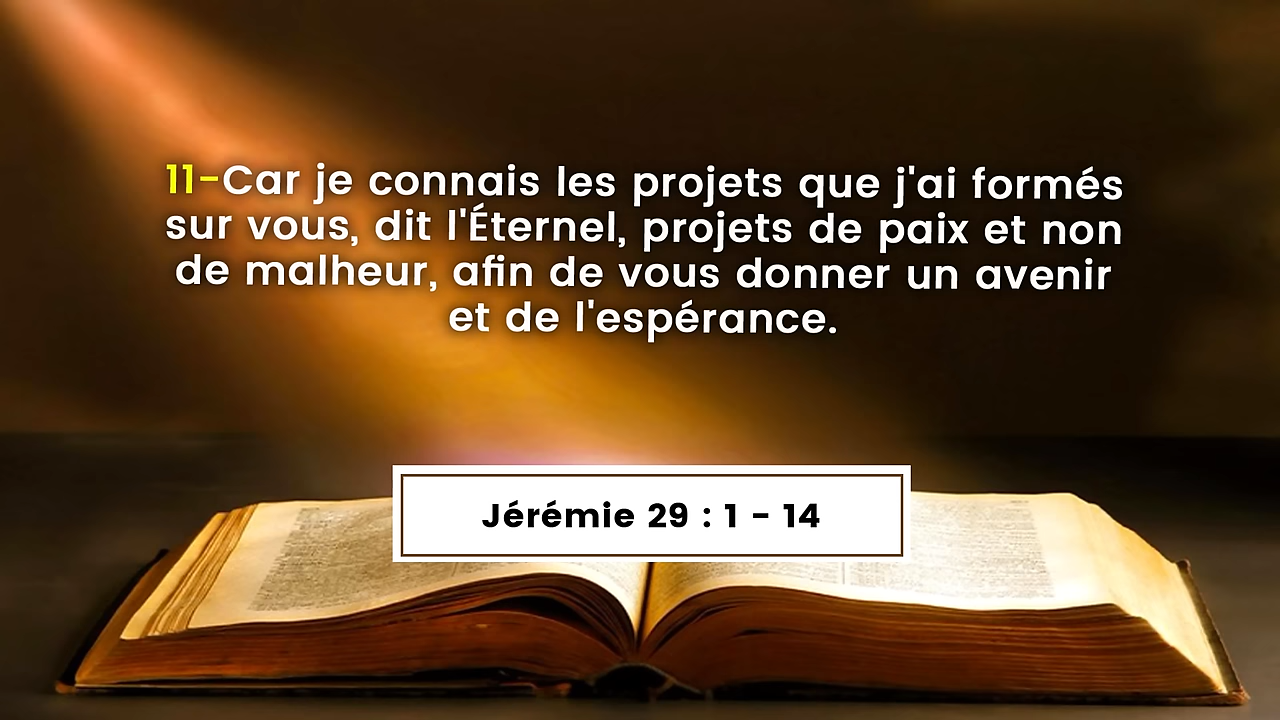 11-Car je connais les projets que j'ai formés
sur vous, dit l'Éternel, projets de paix et non
de malheur, afin de vous donner un avenir
et de l'espérance.
Jérémie 29 : 1 - 14